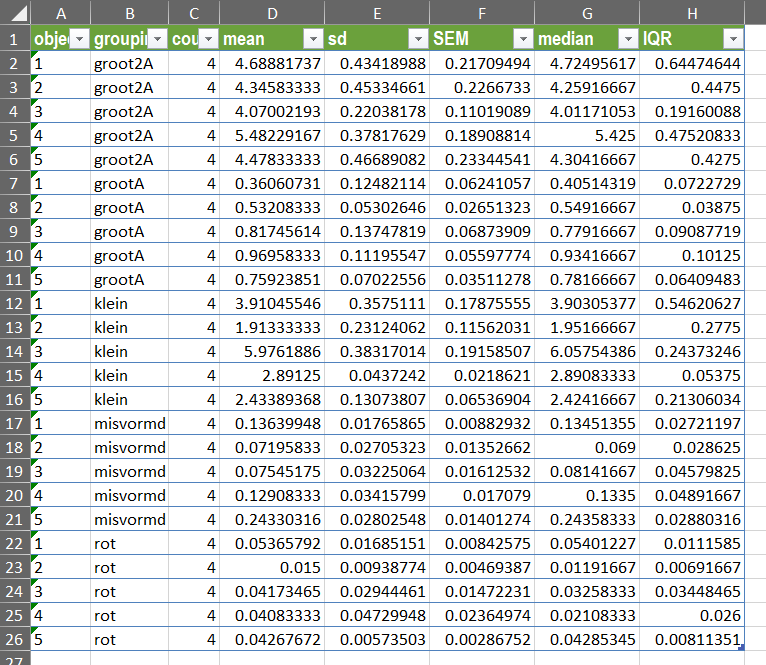 A B C D E F G H
1 obje groupin cou mean sd SEM median IQR
2 1 groot2A 4 4.68881737 0.43418988 0.21709494 4.72495617 0.64474644
3 2 groot2A 4 4.34583333 0.45334661 0.2266733 4.25916667 0.4475
4 3 groot2A 4 4.07002193 0.22038178 0.11019089 4.01171053 0.19160088
5 4 groot2A 4 5.48229167 0.37817629 0.18908814 5.425 0.47520833
6 5 groot2A 4 4.47833333 0.46689082 0.23344541 4.30416667 0.4275
7 1 grootA 4 0.36060731 0.12482114 0.06241057 0.40514319 0.0722729
8 2 grootA 4 0.53208333 0.05302646 0.02651323 0.54916667 0.03875
9 3 grootA 4 0.81745614 0.13747819 0.06873909 0.77916667 0.09087719
10 4 grootA 4 0.96958333 0.11195547 0.05597774 0.93416667 0.10125
11 5 grootA 4 0.75923851 0.07022556 0.03511278 0.78166667 0.06409483
12 1 klein 4 3.91045546 0.3575111 0.17875555 3.90305377 0.54620627
13 2 klein 4 1.91333333 0.23124062 0.11562031 1.95166667 0.2775
14 3 klein 4 5.9761886 0.38317014 0.19158507 6.05754386 0.24373246
15 4 klein 4 2.89125 0.0437242 0.0218621 2.89083333 0.05375
16 5 klein 4 2.43389368 0.13073807 0.06536904 2.42416667 0.21306034
17 1 misvormd 4 0.13639948 0.01765865 0.00882932 0.13451355 0.02721197
18 2 misvormd 4 0.07195833 0.02705323 0.01352662 0.069 0.028625
19 3 misvormd 4 0.07545175 0.03225064 0.01612532 0.08141667 0.04579825
20 4 misvormd 4 0.12908333 0.03415799 0.017079 0.1335 0.04891667
21 5 misvormd 4 0.24330316 0.02802548 0.01401274 0.24358333 0.02880316
22 1 rot 4 0.05365792 0.01685151 0.00842575 0.05401227 0.0111585
23 2 rot 4 0.015 0.00938774 0.00469387 0.01191667 0.00691667
24 3 rot 4 0.04173465 0.02944461 0.01472231 0.03258333 0.03448465
25 4 rot 4 0.04083333 0.04729948 0.02364974 0.02108333 0.026
26 5 rot 4 0.04267672 0.00573503 0.00286752 0.04285345 0.00811351
27